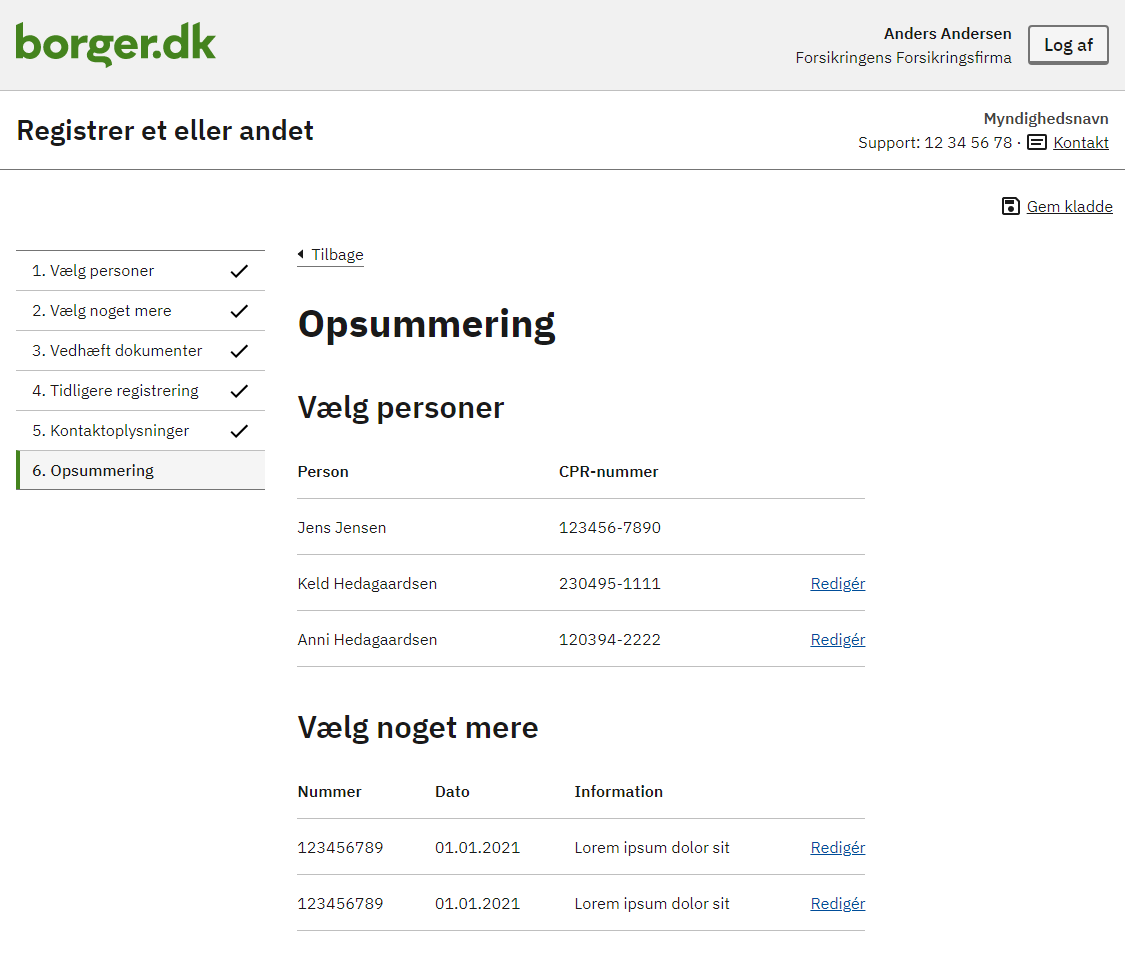 borger.dk
Anders Andersen
Forsikringens Forsikringsfirma
Log af
Registrer et eller andet
Myndighedsnavn
Support: 12 34 56 78 · Kontakt
Gem kladde
1. Vælg personer
2. Vælg noget mere
3. Vedhæft dokumenter
4. Tidligere registrering
5. Kontaktoplysninger
6. Opsummering
Tilbage
Opsummering
Vælg personer
Person CPR-nummer
Jens Jensen 123456-7890
Keld Hedagaardsen 230495-1111 Redigér
Anni Hedagaardsen 120394-2222 Redigér
Vælg noget mere
Nummer Dato Information
123456789 01.01.2021 Lorem ipsum dolor sit Redigér
123456789 01.01.2021 Lorem ipsum dolor sit Redigér